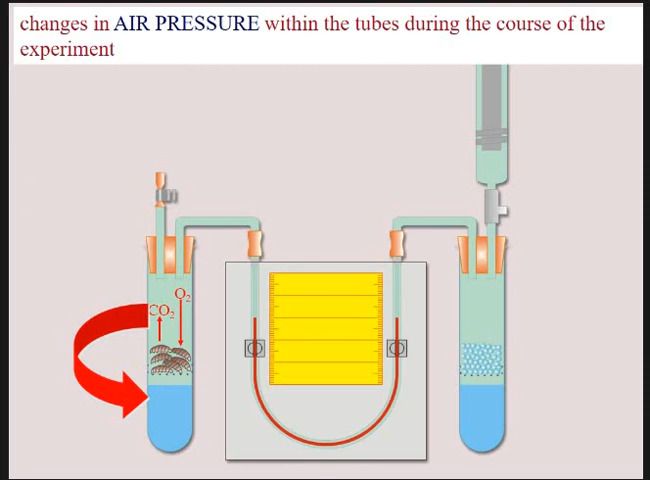 changes in AIR PRESSURE within the tubes during the course of the
experiment
O₂
CO₂